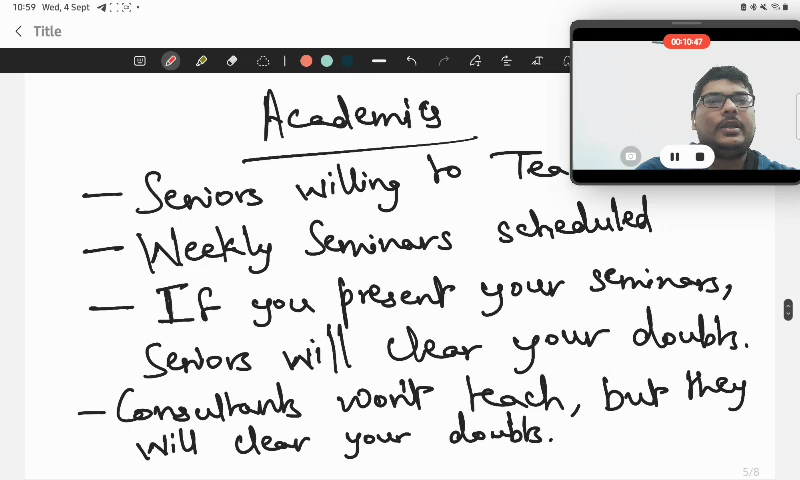 10:59 Wed, 4 Sept
Title
00:10:47
Academics
— Seniors willing to Tea
— Weekly Seminars scheduled
— If you present your seminars,
Seniors will clear your doubts.
— Consultants won't teach, but they
will clear your doubts.
5/8